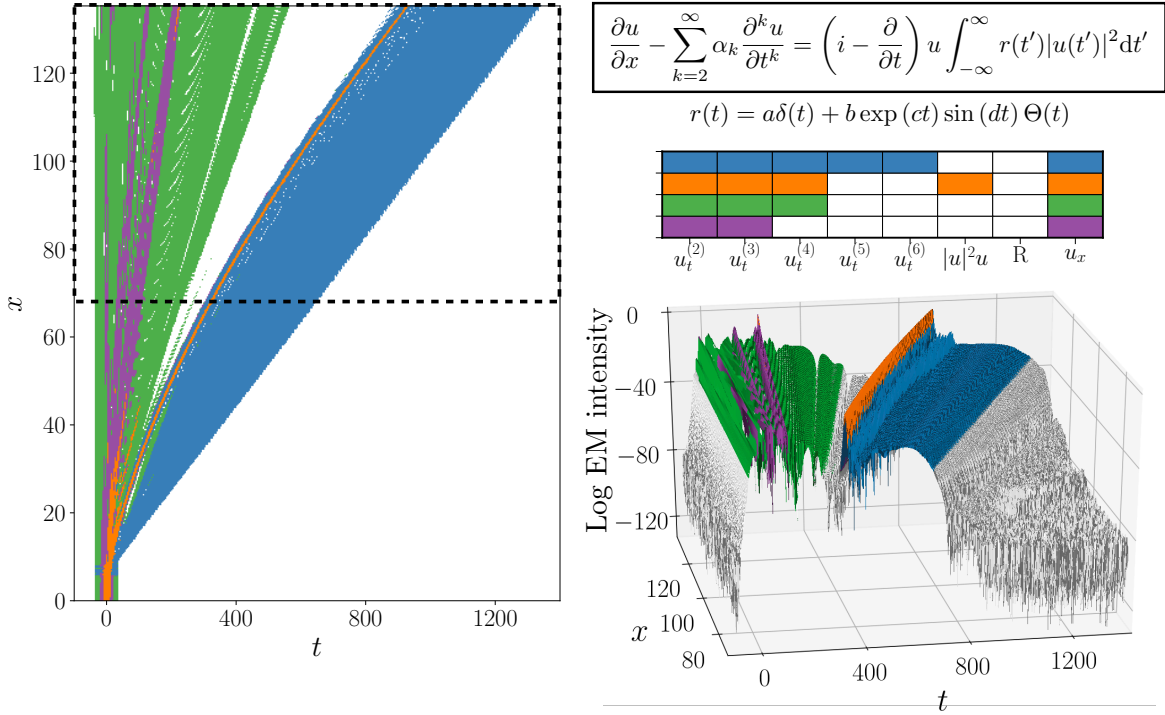 ∂u/∂x − ∑_{k=2}^{∞} α_k ∂^k u/∂t^k = (i − ∂/∂t) u ∫_{−∞}^{∞} r(t′)|u(t′)|²dt′
r(t) = aδ(t) + b exp (ct) sin (dt) Θ(t)
u_t^(2) u_t^(3) u_t^(4) u_t^(5) u_t^(6) |u|²u R u_x
120
100
80
60
40
20
0
x
0 400 800 1200
t
Log EM intensity
0
−40
−80
−120
x
120
100
80
0 400 800 1200
t